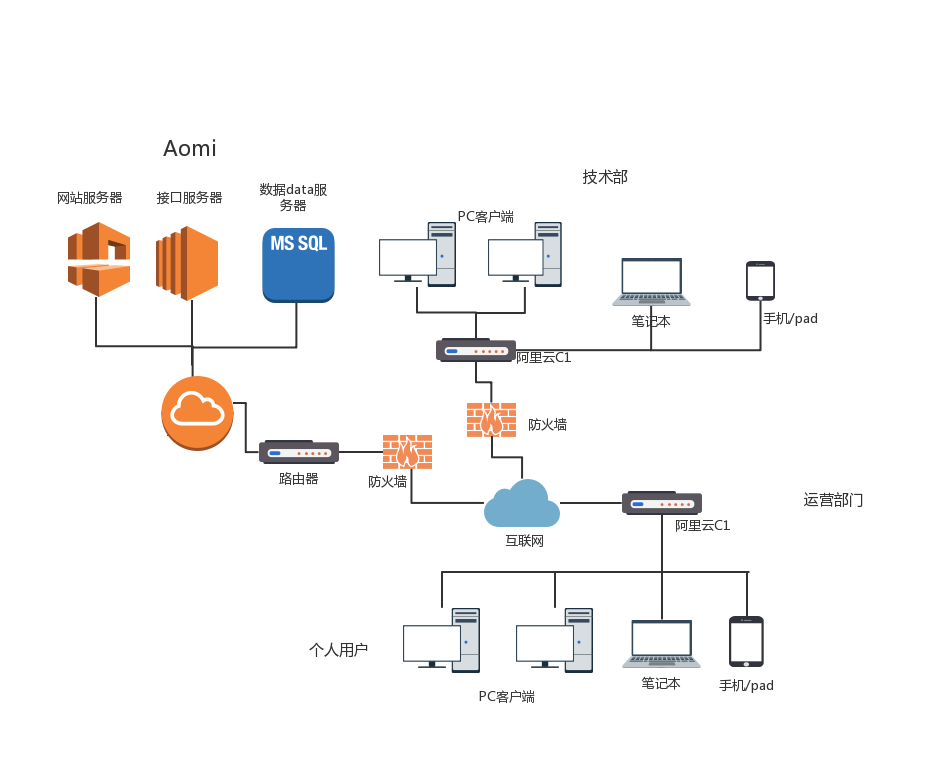 Aomi
技术部
网站服务器
接口服务器
数据data服
务器
PC客户端
MS SQL
笔记本
手机/pad
阿里云C1
防火墙
路由器
防火墙
运营部门
阿里云C1
互联网
个人用户
笔记本
手机/pad
PC客户端